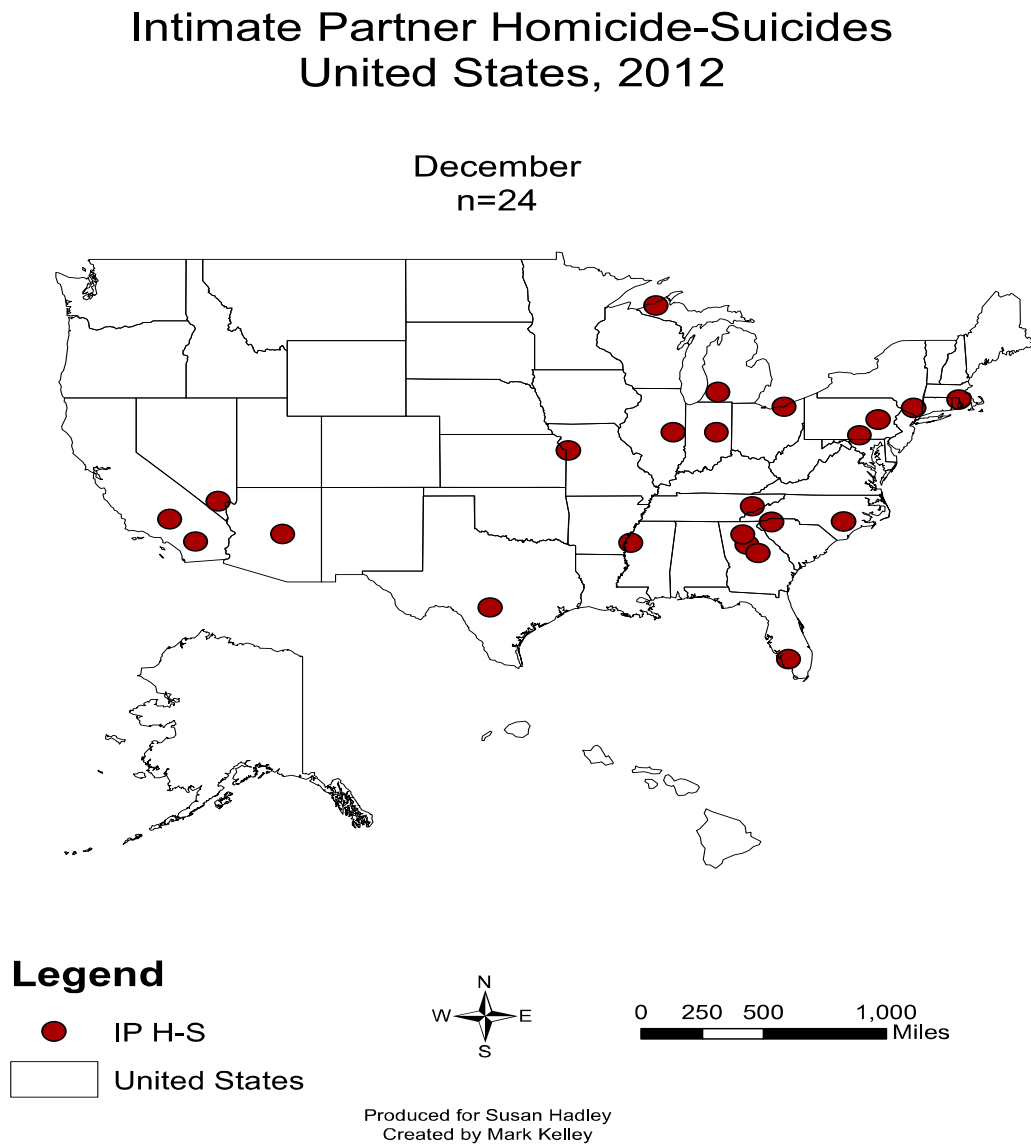 Intimate Partner Homicide-Suicides
United States, 2012
December
n=24
Legend
IP H-S
United States
N
W E
S
0 250 500 1,000
Miles
Produced for Susan Hadley
Created by Mark Kelley